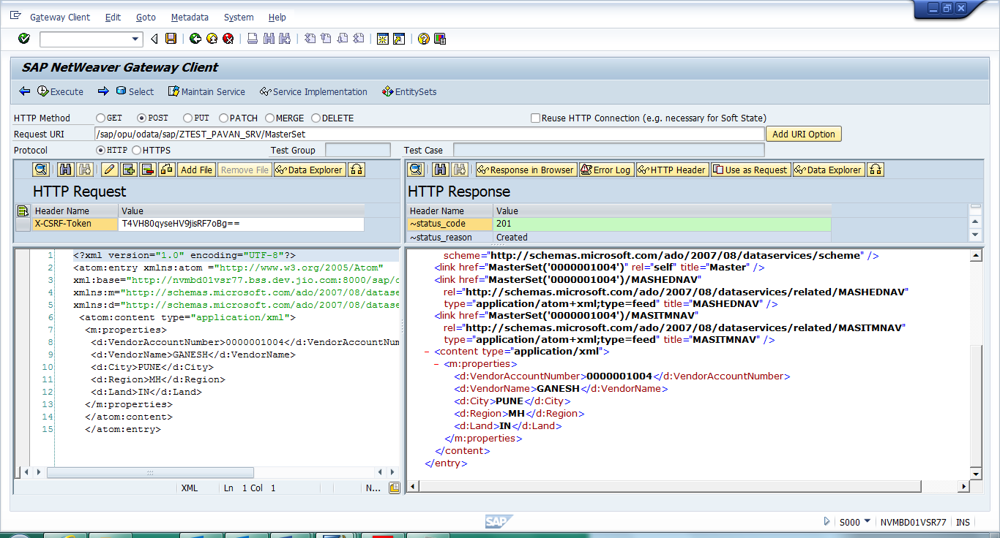 Gateway Client Edit Goto Metadata System Help
SAP NetWeaver Gateway Client
Execute Select Maintain Service Service Implementation EntitySets
HTTP Method GET POST PUT PATCH MERGE DELETE Reuse HTTP Connection (e.g. necessary for Soft State)
Request URI /sap/opu/odata/sap/ZTEST_PAVAN_SRV/MasterSet Add URI Option
Protocol HTTP HTTPS Test Group Test Case
Add File Remove File Data Explorer
HTTP Request
Header Name Value
X-CSRF-Token T4VH80qyseHV9jisRF7oBg==
1 <?xml version="1.0" encoding="UTF-8"?>
2 <atom:entry xmlns:atom ="http://www.w3.org/2005/Atom"
3 xml:base="http://nvmbd01vsr77.bss.dev.jio.com:8000/sap/o
4 xmlns:m="http://schemas.microsoft.com/ado/2007/08/datase
5 xmlns:d="http://schemas.microsoft.com/ado/2007/08/datase
6 <atom:content type="application/xml">
7 <m:properties>
8 <d:VendorAccountNumber>0000001004</d:VendorAccountNum
9 <d:VendorName>GANESH</d:VendorName>
10 <d:City>PUNE</d:City>
11 <d:Region>MH</d:Region>
12 <d:Land>IN</d:Land>
13 </m:properties>
14 </atom:content>
15 </atom:entry>
XML Ln 1 Col 1 N...
Response in Browser Error Log HTTP Header Use as Request Data Explorer
HTTP Response
Header Name Value
~status_code 201
~status_reason Created
scheme="http://schemas.microsoft.com/ado/2007/08/dataservices/scheme" />
<link href="MasterSet('0000001004')" rel="self" title="Master" />
<link href="MasterSet('0000001004')/MASHEDNAV"
rel="http://schemas.microsoft.com/ado/2007/08/dataservices/related/MASHEDNAV"
type="application/atom+xml;type=feed" title="MASHEDNAV" />
<link href="MasterSet('0000001004')/MASITMNAV"
rel="http://schemas.microsoft.com/ado/2007/08/dataservices/related/MASITMNAV"
type="application/atom+xml;type=feed" title="MASITMNAV" />
- <content type="application/xml">
- <m:properties>
<d:VendorAccountNumber>0000001004</d:VendorAccountNumber>
<d:VendorName>GANESH</d:VendorName>
<d:City>PUNE</d:City>
<d:Region>MH</d:Region>
<d:Land>IN</d:Land>
</m:properties>
</content>
</entry>
SAP S000 NVMBD01VSR77 INS